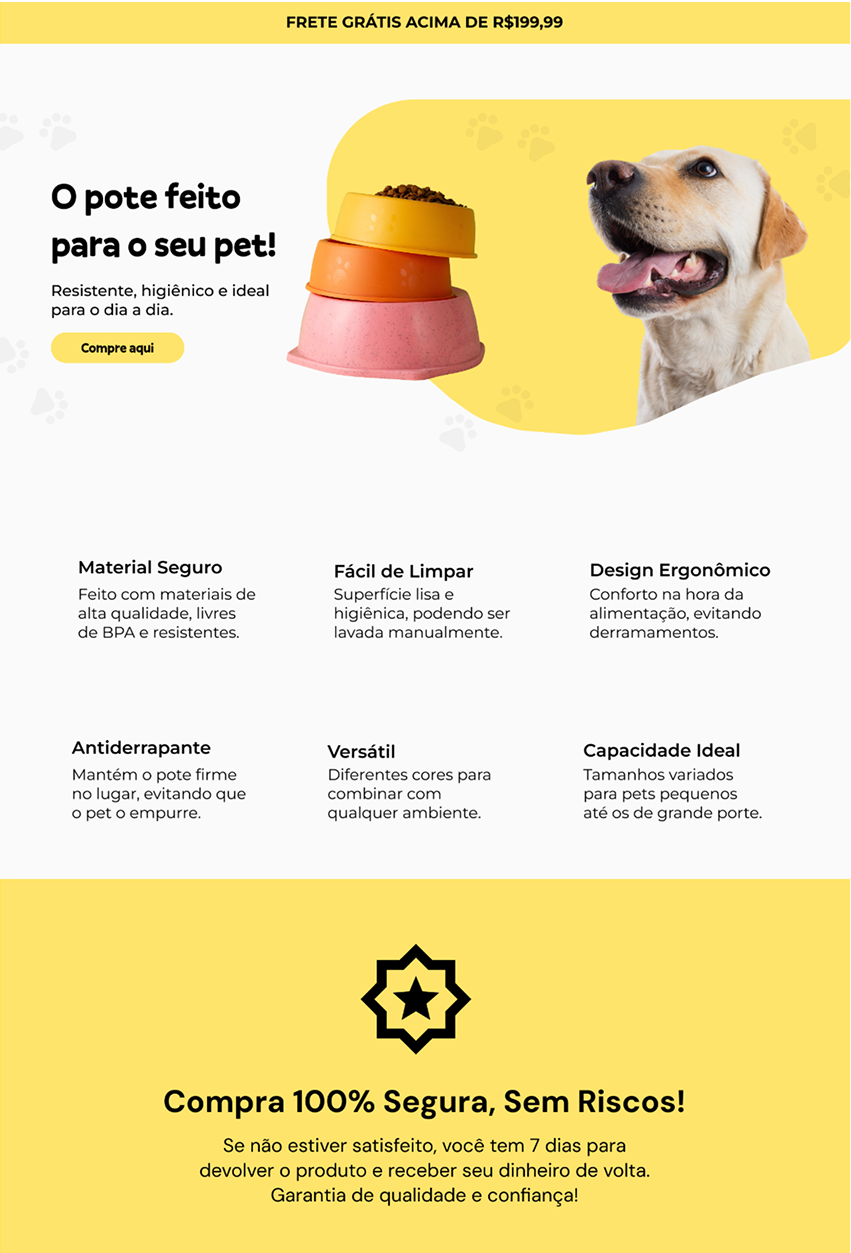 FRETE GRÁTIS ACIMA DE R$199,99
O pote feito
para o seu pet!
Resistente, higiênico e ideal
para o dia a dia.
Compre aqui
Material Seguro
Feito com materiais de
alta qualidade, livres
de BPA e resistentes.
Fácil de Limpar
Superfície lisa e
higiênica, podendo ser
lavada manualmente.
Design Ergonômico
Conforto na hora da
alimentação, evitando
derramamentos.
Antiderrapante
Mantém o pote firme
no lugar, evitando que
o pet o empurre.
Versátil
Diferentes cores para
combinar com
qualquer ambiente.
Capacidade Ideal
Tamanhos variados
para pets pequenos
até os de grande porte.
Compra 100% Segura, Sem Riscos!
Se não estiver satisfeito, você tem 7 dias para
devolver o produto e receber seu dinheiro de volta.
Garantia de qualidade e confiança!